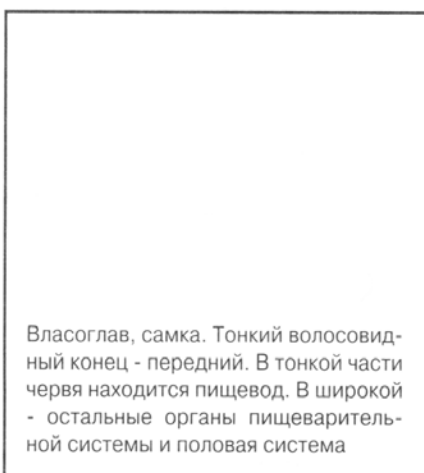 Власоглав, самка. Тонкий волосовид-
ный конец - передний. В тонкой части
червя находится пищевод. В широкой
- остальные органы пищеваритель-
ной системы и половая система